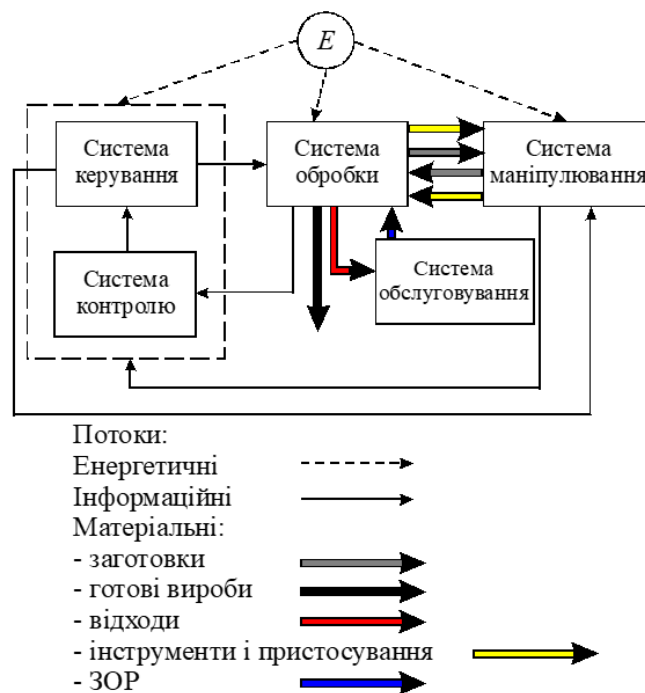 E
Система
керування
Система
обробки
Система
маніпулювання
Система
контролю
Система
обслуговування
Потоки:
Енергетичні
Інформаційні
Матеріальні:
- заготовки
- готові вироби
- відходи
- інструменти і пристосування
- ЗОР